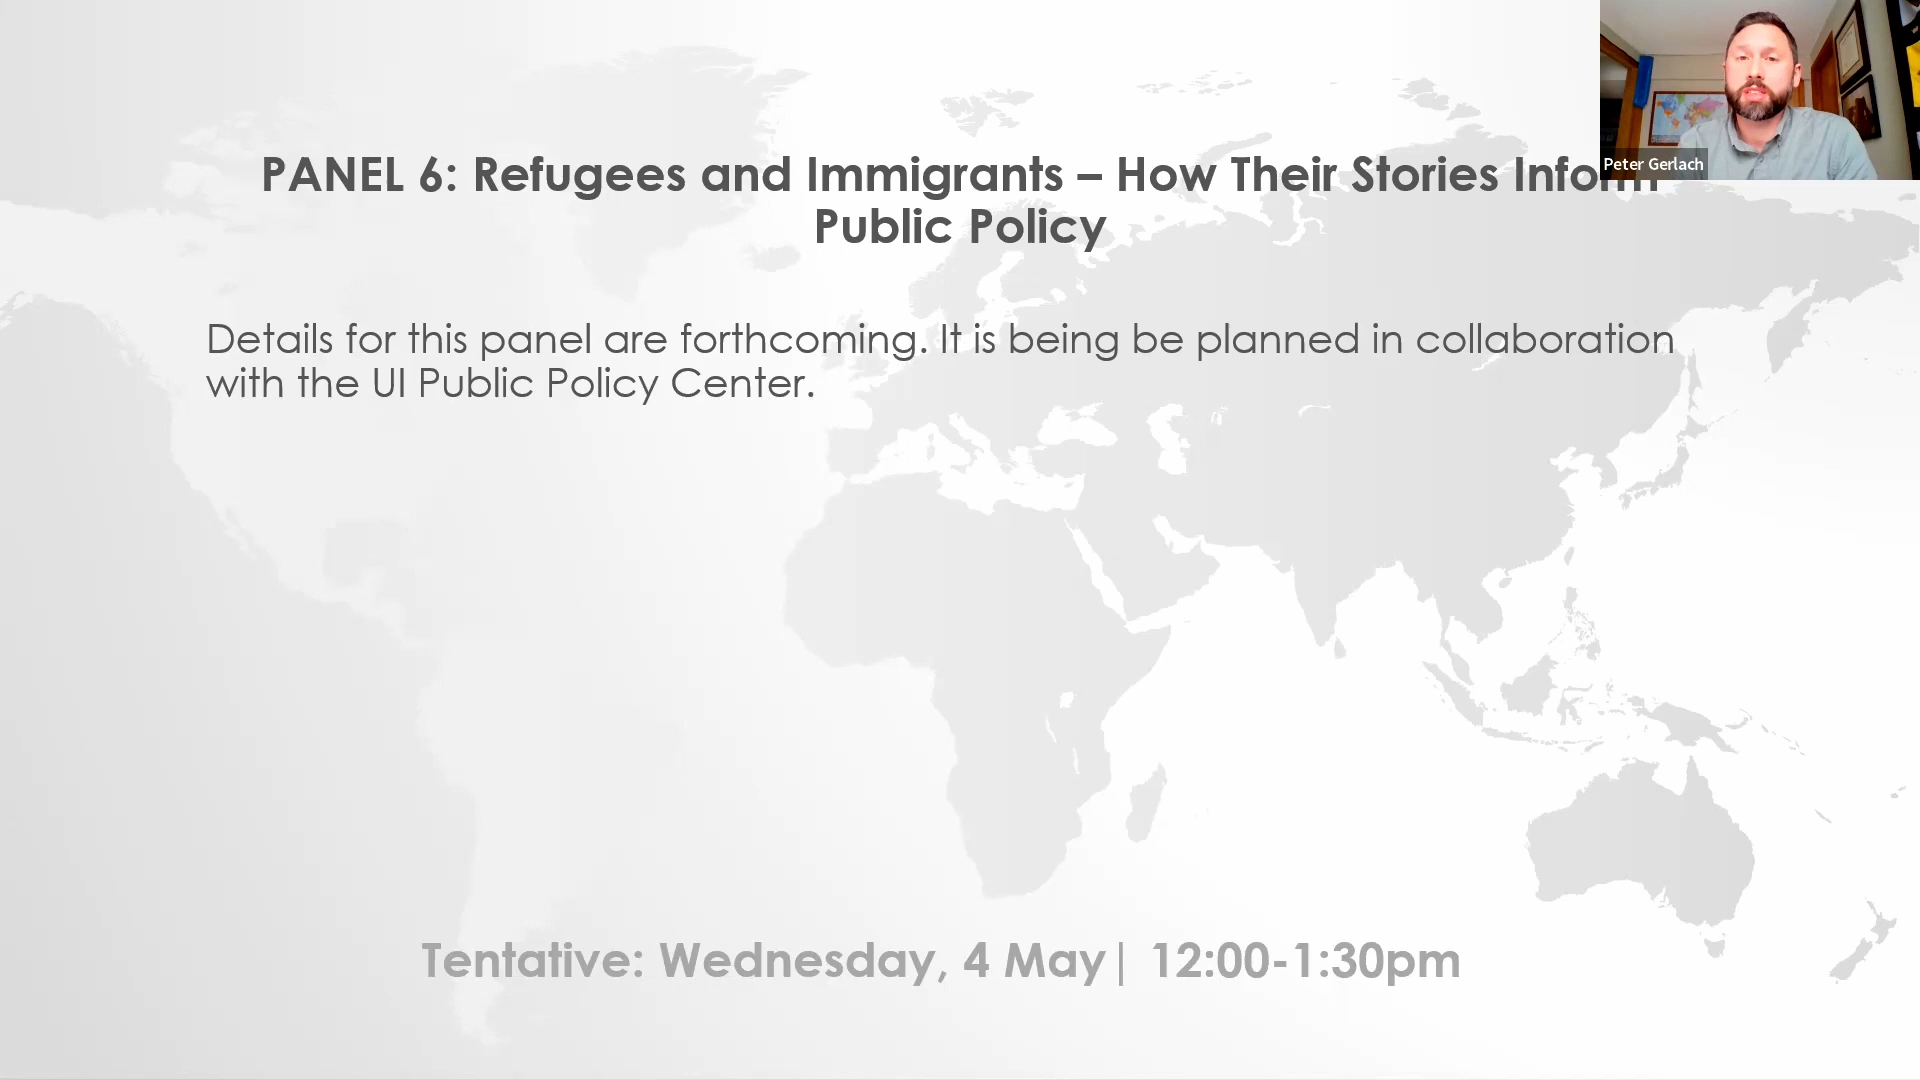 PANEL 6: Refugees and Immigrants – How Their Stories Inform
Public Policy
Peter Gerlach
Details for this panel are forthcoming. It is being be planned in collaboration
with the UI Public Policy Center.
Tentative: Wednesday, 4 May| 12:00-1:30pm